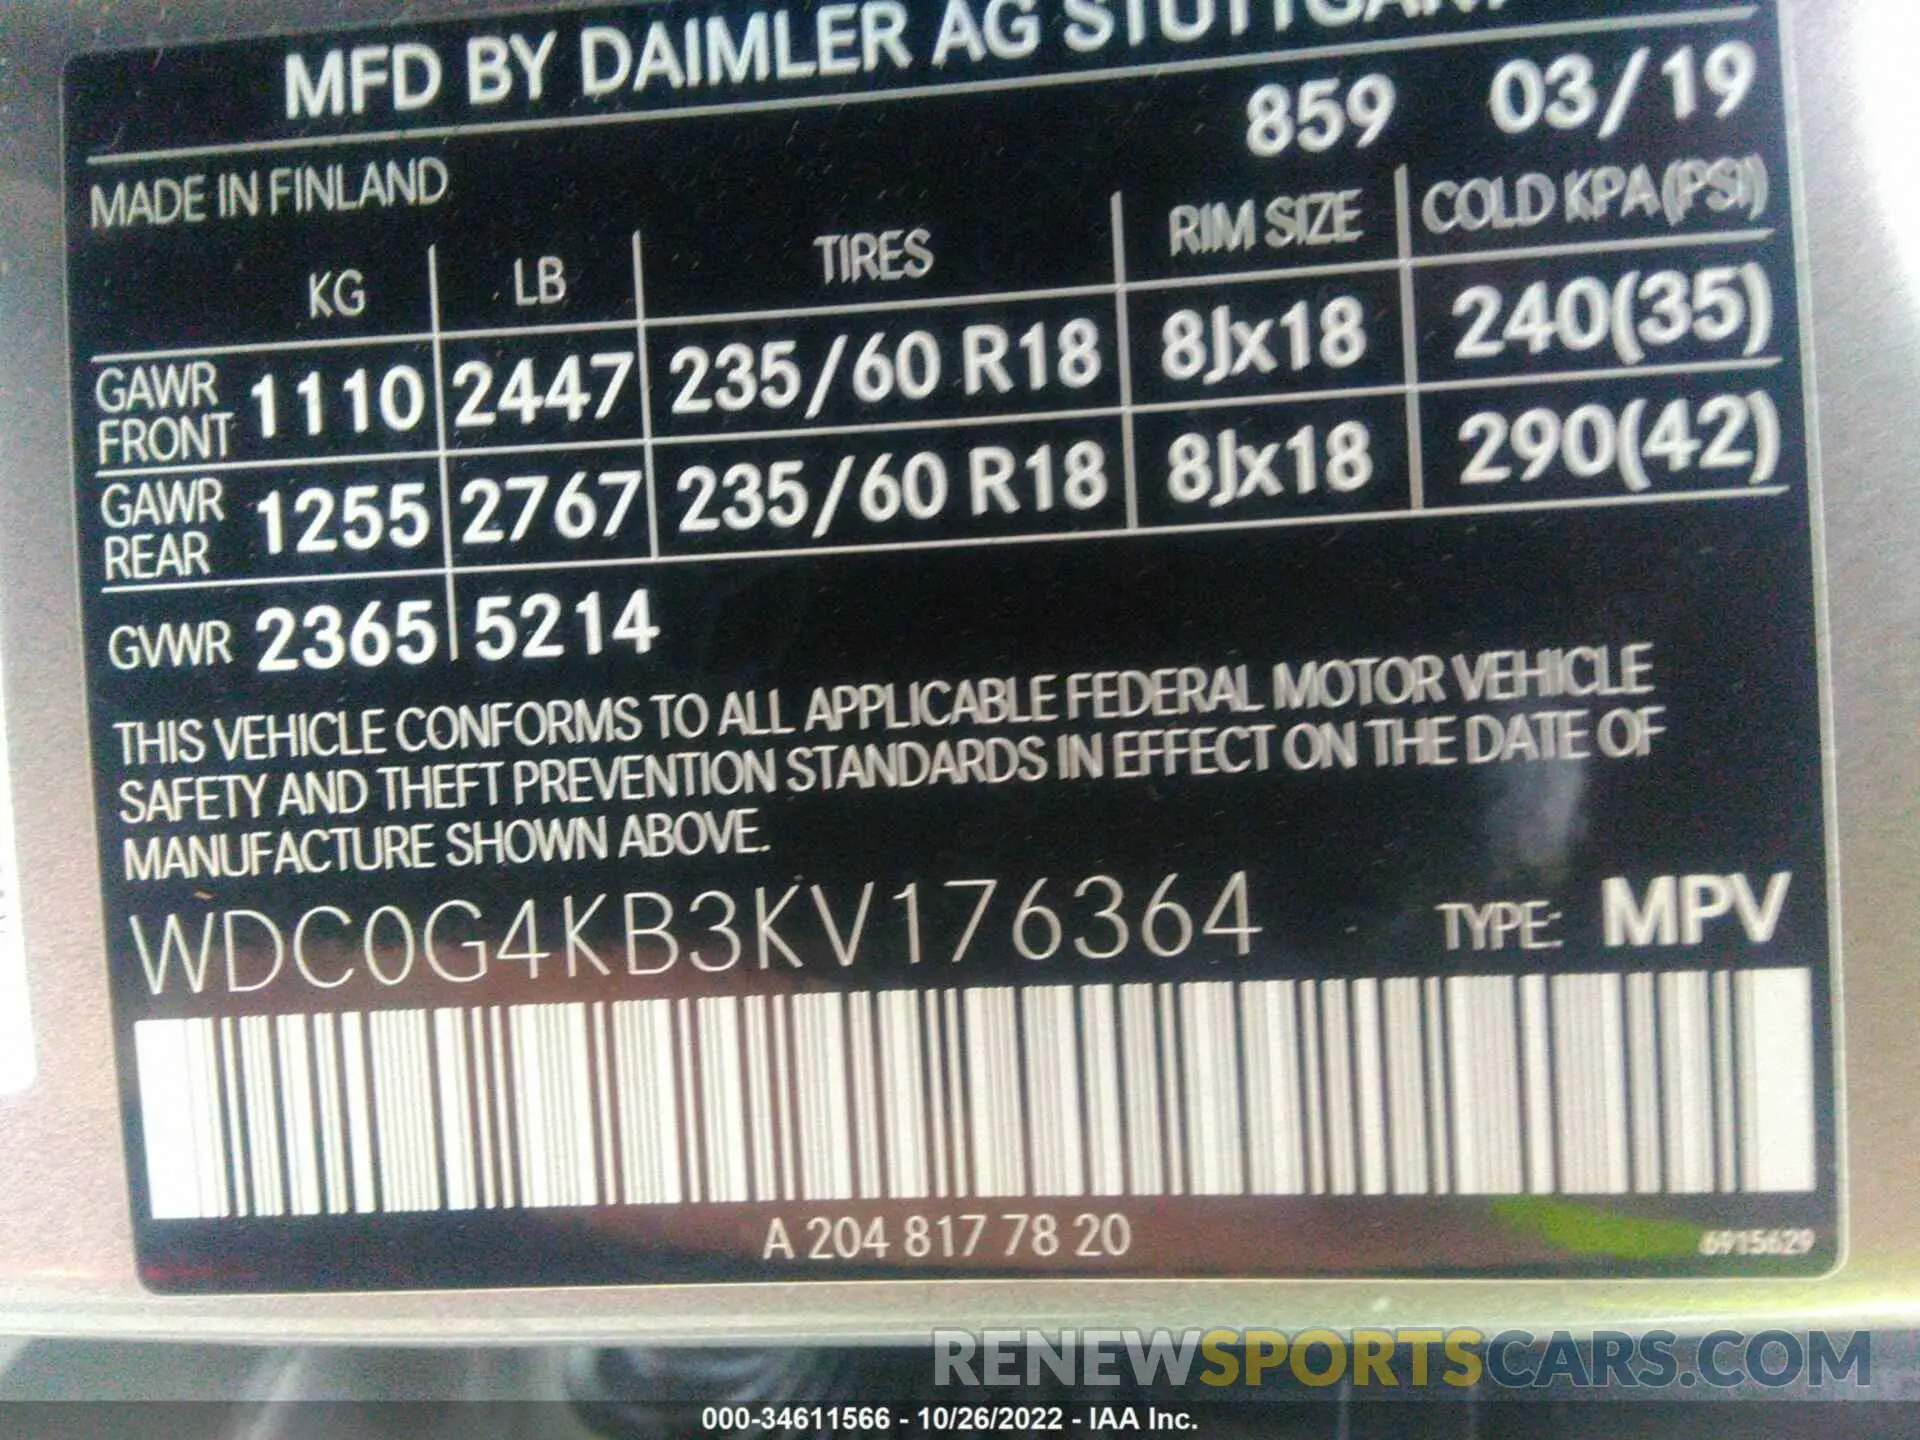 MFD BY DAIMLER AG STUTTGART
859 03/19
MADE IN FINLAND
KG LB TIRES RIM SIZE COLD KPA(PSI)
GAWR FRONT 1110 2447 235/60 R18 8Jx18 240(35)
GAWR REAR 1255 2767 235/60 R18 8Jx18 290(42)
GVWR 2365 5214
THIS VEHICLE CONFORMS TO ALL APPLICABLE FEDERAL MOTOR VEHICLE
SAFETY AND THEFT PREVENTION STANDARDS IN EFFECT ON THE DATE OF
MANUFACTURE SHOWN ABOVE.
WDC0G4KB3KV176364 TYPE: MPV
A 204 817 78 20 6915629
RENEWSPORTSCARS.COM
000-34611566 - 10/26/2022 - IAA Inc.